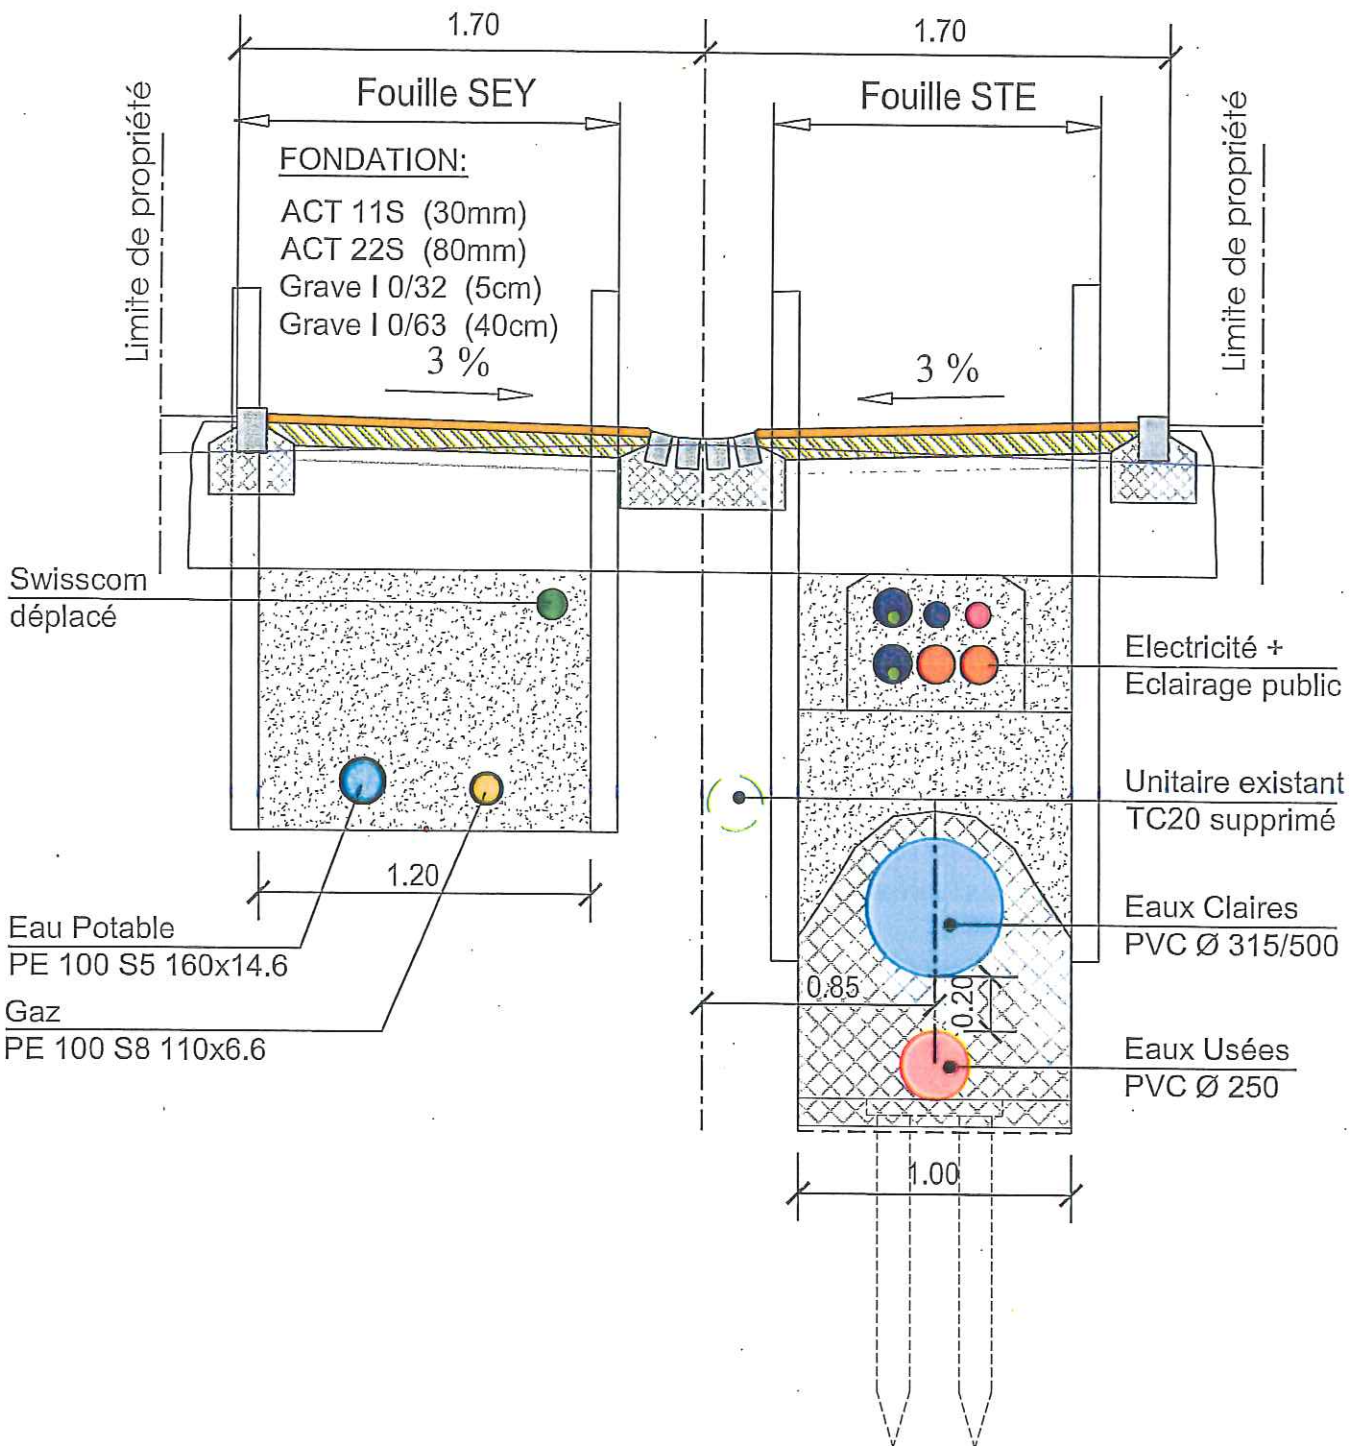 1.70
1.70
Fouille SEY
Fouille STE
Limite de propriété
Limite de propriété
FONDATION:
ACT 11S (30mm)
ACT 22S (80mm)
Grave I 0/32 (5cm)
Grave I 0/63 (40cm)
3 %
3 %
Swisscom
déplacé
Electricité +
Eclairage public
Unitaire existant
TC20 supprimé
1.20
Eau Potable
PE 100 S5 160x14.6
Eaux Claires
PVC Ø 315/500
0.85
0.20
Gaz
PE 100 S8 110x6.6
Eaux Usées
PVC Ø 250
1.00